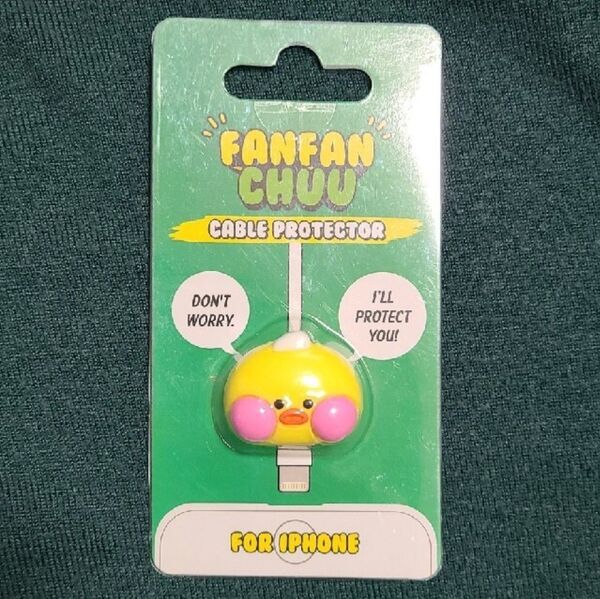 FANFAN
CHUU
CABLE PROTECTOR
DON'T
WORRY.
I'LL
PROTECT
YOU!
FOR IPHONE